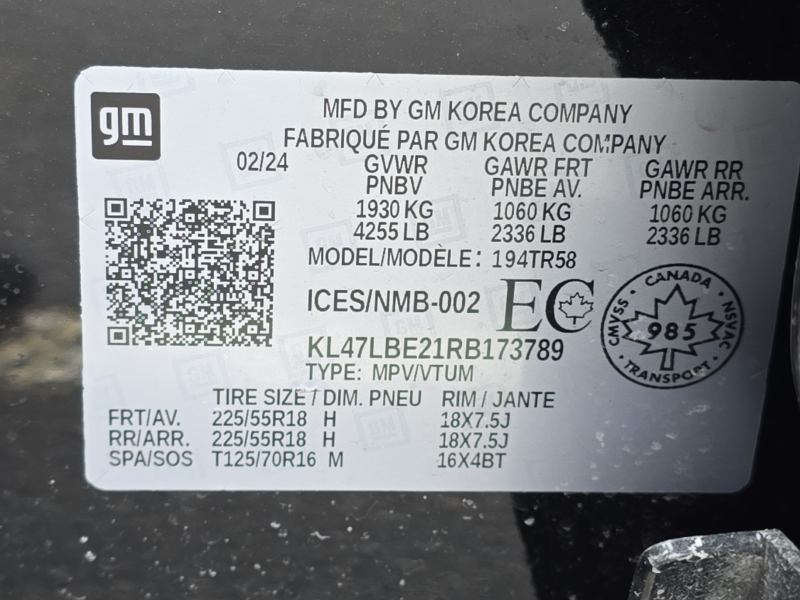 gm
MFD BY GM KOREA COMPANY
FABRIQUÉ PAR GM KOREA COMPANY
02/24 GVWR GAWR FRT GAWR RR
PNBV PNBE AV. PNBE ARR.
1930 KG 1060 KG 1060 KG
4255 LB 2336 LB 2336 LB
MODEL/MODÈLE: 194TR58
ICES/NMB-002 EC
CANADA
CMVSS · NSVAC
985
TRANSPORT
KL47LBE21RB173789
TYPE: MPV/VTUM
TIRE SIZE / DIM. PNEU RIM / JANTE
FRT/AV. 225/55R18 H 18X7.5J
RR/ARR. 225/55R18 H 18X7.5J
SPA/SOS T125/70R16 M 16X4BT